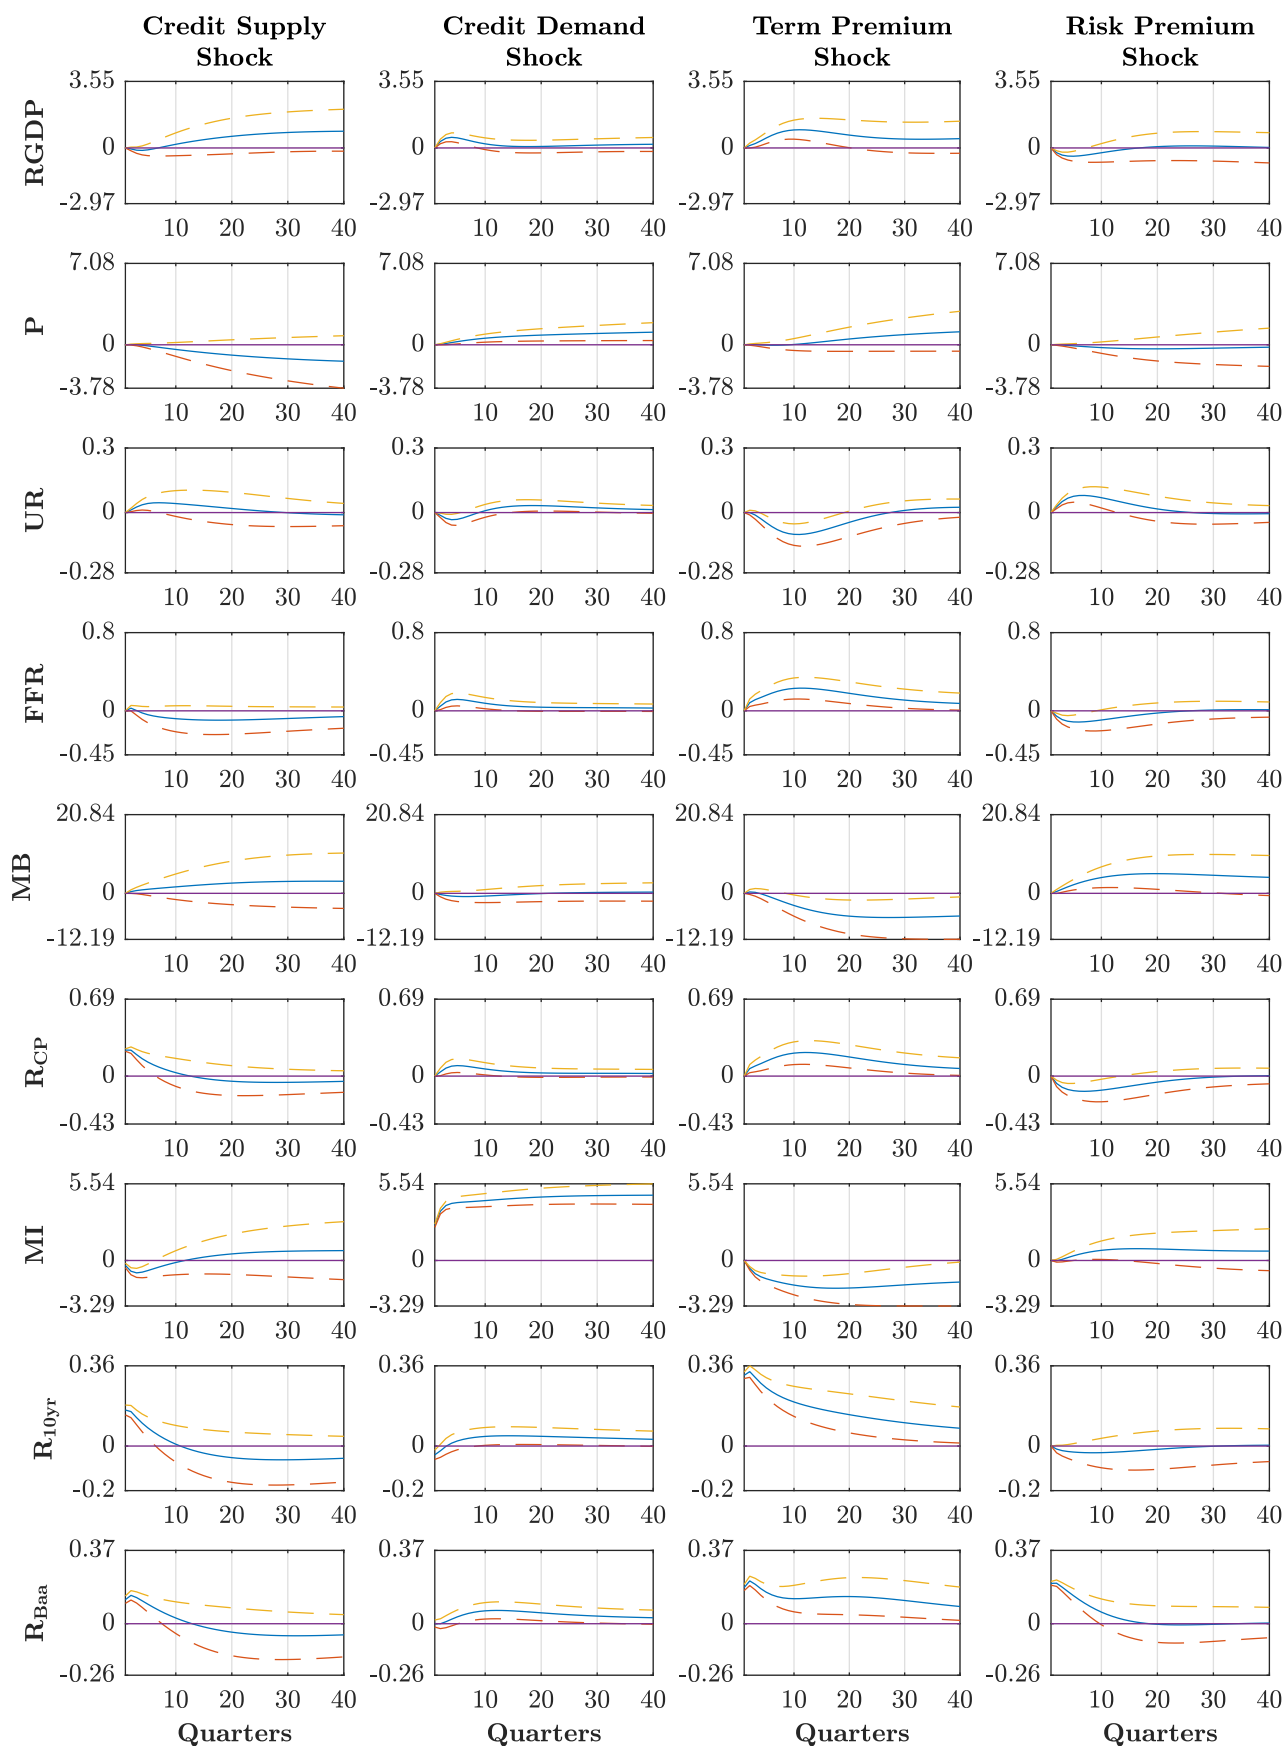 Credit Supply Shock
Credit Demand Shock
Term Premium Shock
Risk Premium Shock
RGDP
3.55 3.55 3.55 3.55
0 0 0 0
-2.97 -2.97 -2.97 -2.97
10 20 30 40 10 20 30 40 10 20 30 40 10 20 30 40
P
7.08 7.08 7.08 7.08
0 0 0 0
-3.78 -3.78 -3.78 -3.78
10 20 30 40 10 20 30 40 10 20 30 40 10 20 30 40
UR
0.3 0.3 0.3 0.3
0 0 0 0
-0.28 -0.28 -0.28 -0.28
10 20 30 40 10 20 30 40 10 20 30 40 10 20 30 40
FFR
0.8 0.8 0.8 0.8
0 0 0 0
-0.45 -0.45 -0.45 -0.45
10 20 30 40 10 20 30 40 10 20 30 40 10 20 30 40
MB
20.84 20.84 20.84 20.84
0 0 0 0
-12.19 -12.19 -12.19 -12.19
10 20 30 40 10 20 30 40 10 20 30 40 10 20 30 40
R_CP
0.69 0.69 0.69 0.69
0 0 0 0
-0.43 -0.43 -0.43 -0.43
10 20 30 40 10 20 30 40 10 20 30 40 10 20 30 40
MI
5.54 5.54 5.54 5.54
0 0 0 0
-3.29 -3.29 -3.29 -3.29
10 20 30 40 10 20 30 40 10 20 30 40 10 20 30 40
R_10yr
0.36 0.36 0.36 0.36
0 0 0 0
-0.2 -0.2 -0.2 -0.2
10 20 30 40 10 20 30 40 10 20 30 40 10 20 30 40
R_Baa
0.37 0.37 0.37 0.37
0 0 0 0
-0.26 -0.26 -0.26 -0.26
10 20 30 40 10 20 30 40 10 20 30 40 10 20 30 40
Quarters Quarters Quarters Quarters